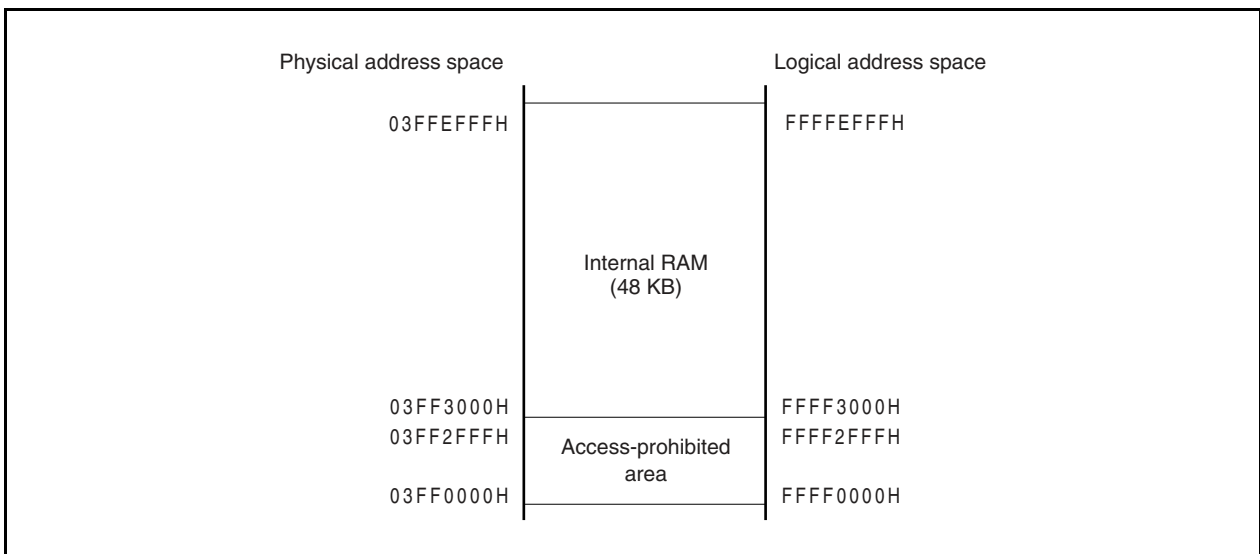 Physical address space
Logical address space
03FFEFFFH
FFFFEFFFH
Internal RAM
(48 KB)
03FF3000H
FFFF3000H
03FF2FFFH
FFFF2FFFH
Access-prohibited
area
03FF0000H
FFFF0000H